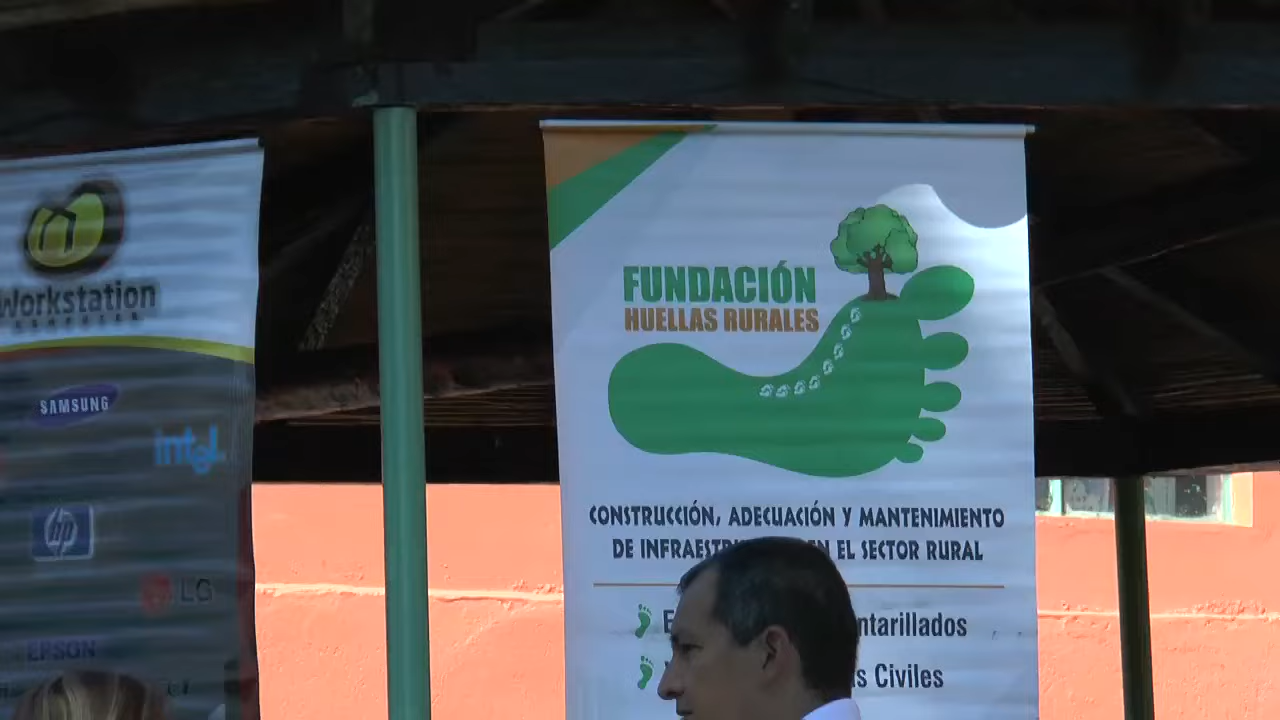 Workstation
SAMSUNG
intel
hp
LG
EPSON
FUNDACIÓN
HUELLAS RURALES
CONSTRUCCIÓN, ADECUACIÓN Y MANTENIMIENTO
DE INFRAESTR EN EL SECTOR RURAL
E ntarillados
s Civiles